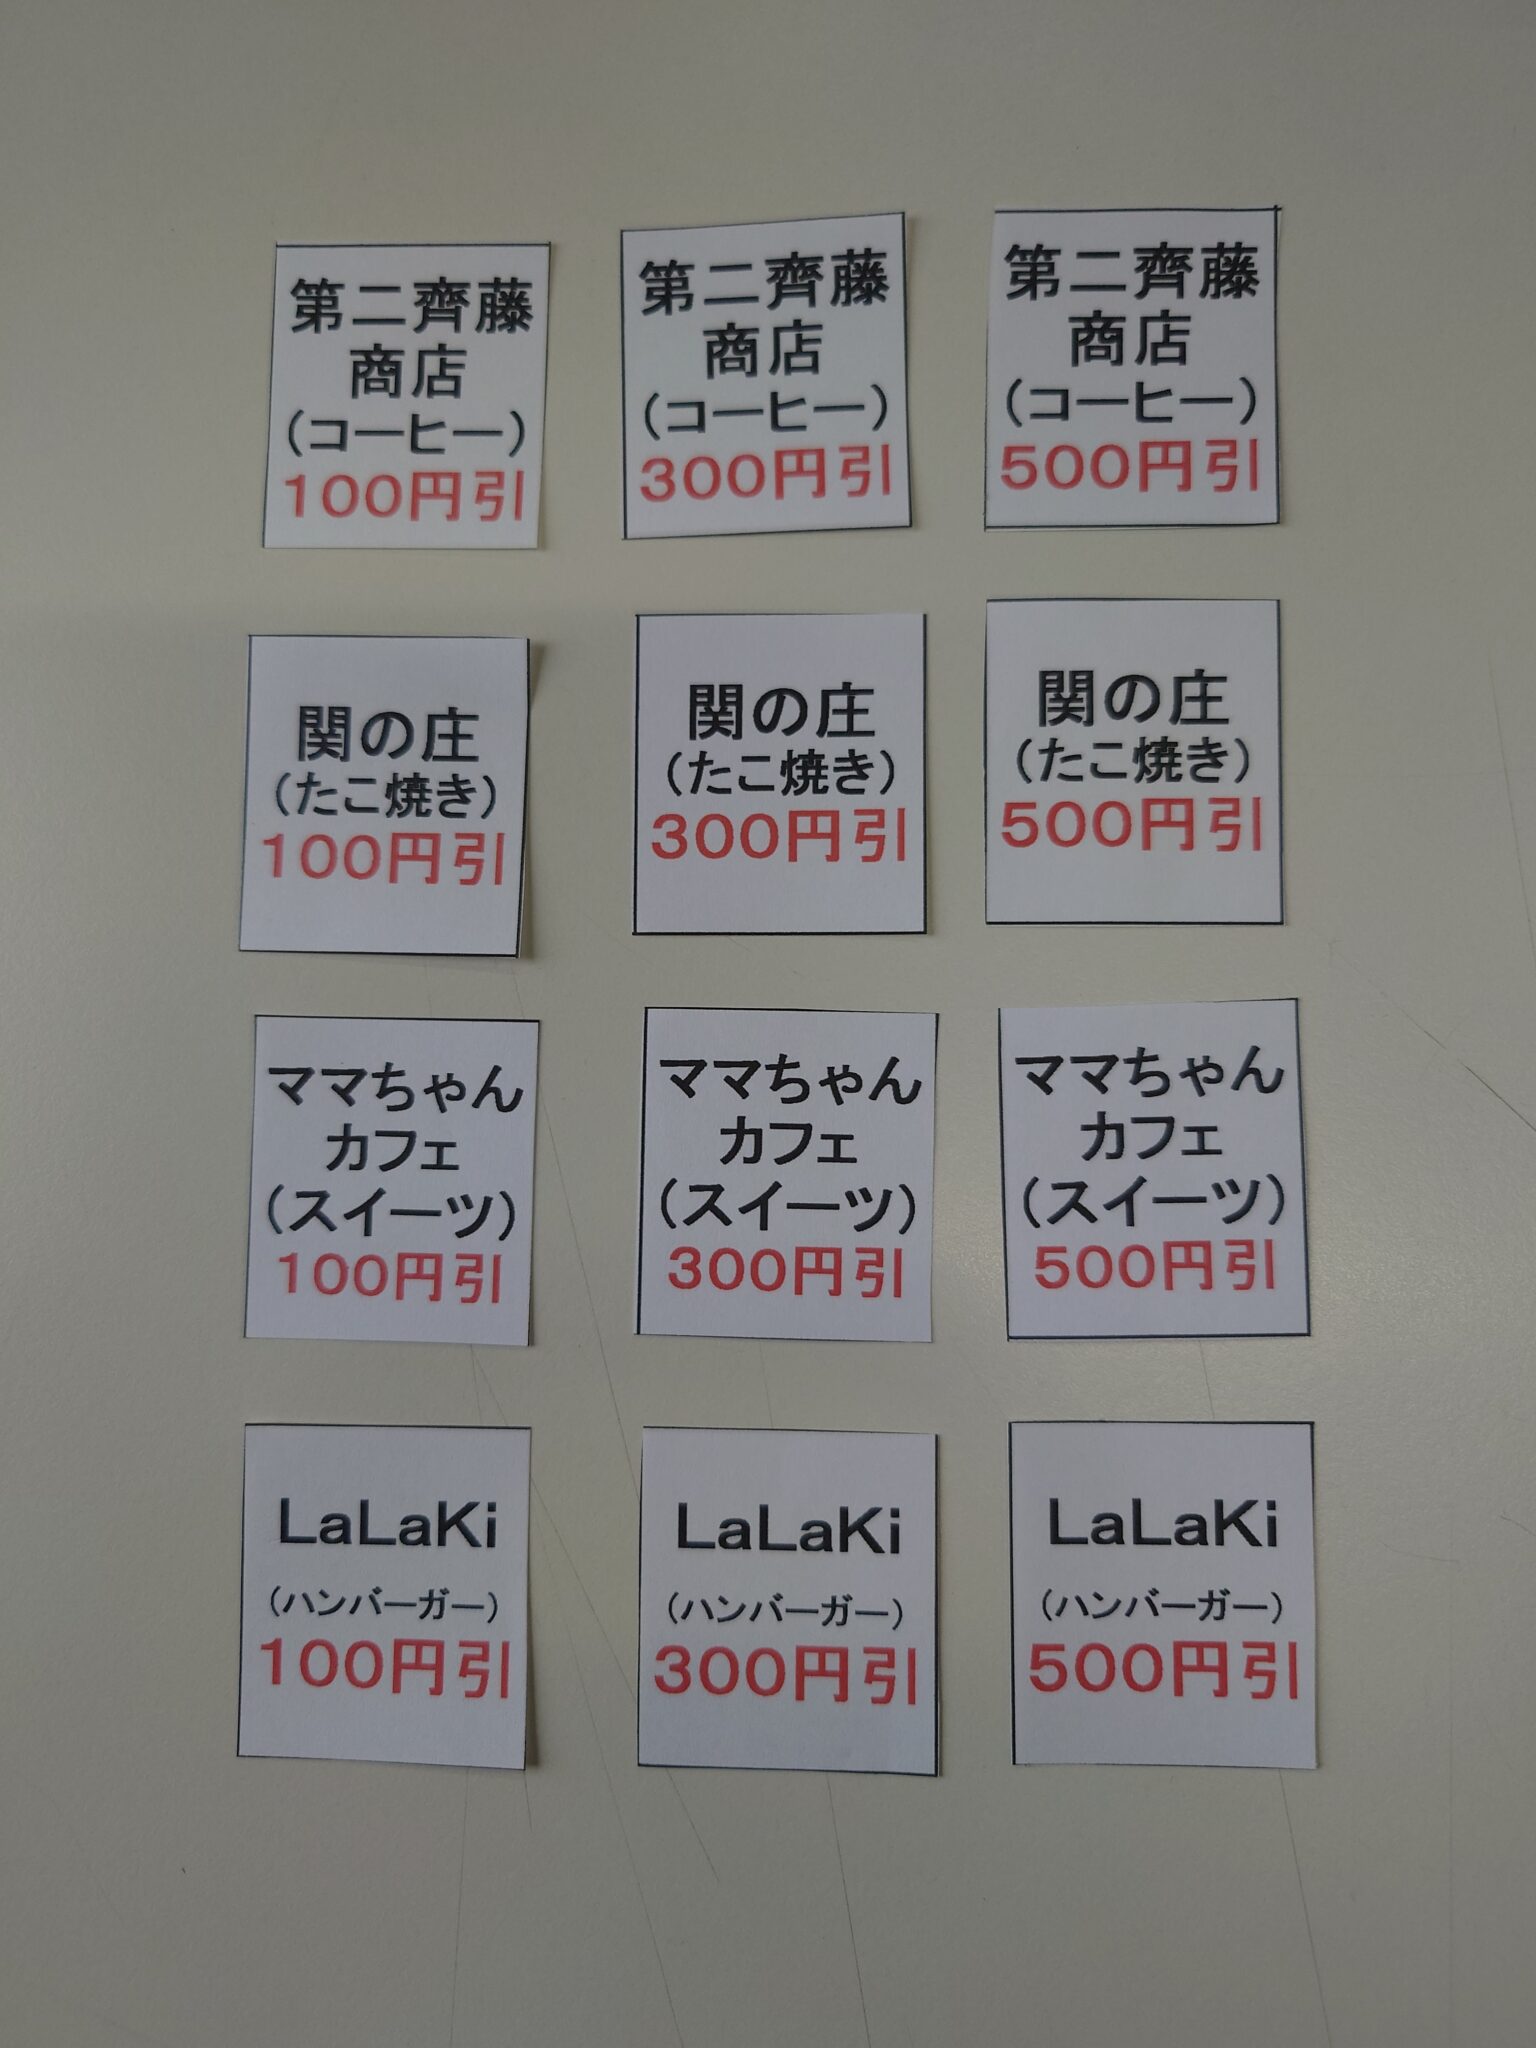 第二齊藤
商店
(コーヒー)
100円引
第二齊藤
商店
(コーヒー)
300円引
第二齊藤
商店
(コーヒー)
500円引
関の庄
(たこ焼き)
100円引
関の庄
(たこ焼き)
300円引
関の庄
(たこ焼き)
500円引
ママちゃん
カフェ
(スイーツ)
100円引
ママちゃん
カフェ
(スイーツ)
300円引
ママちゃん
カフェ
(スイーツ)
500円引
LaLaKi
(ハンバーガー)
100円引
LaLaKi
(ハンバーガー)
300円引
LaLaKi
(ハンバーガー)
500円引